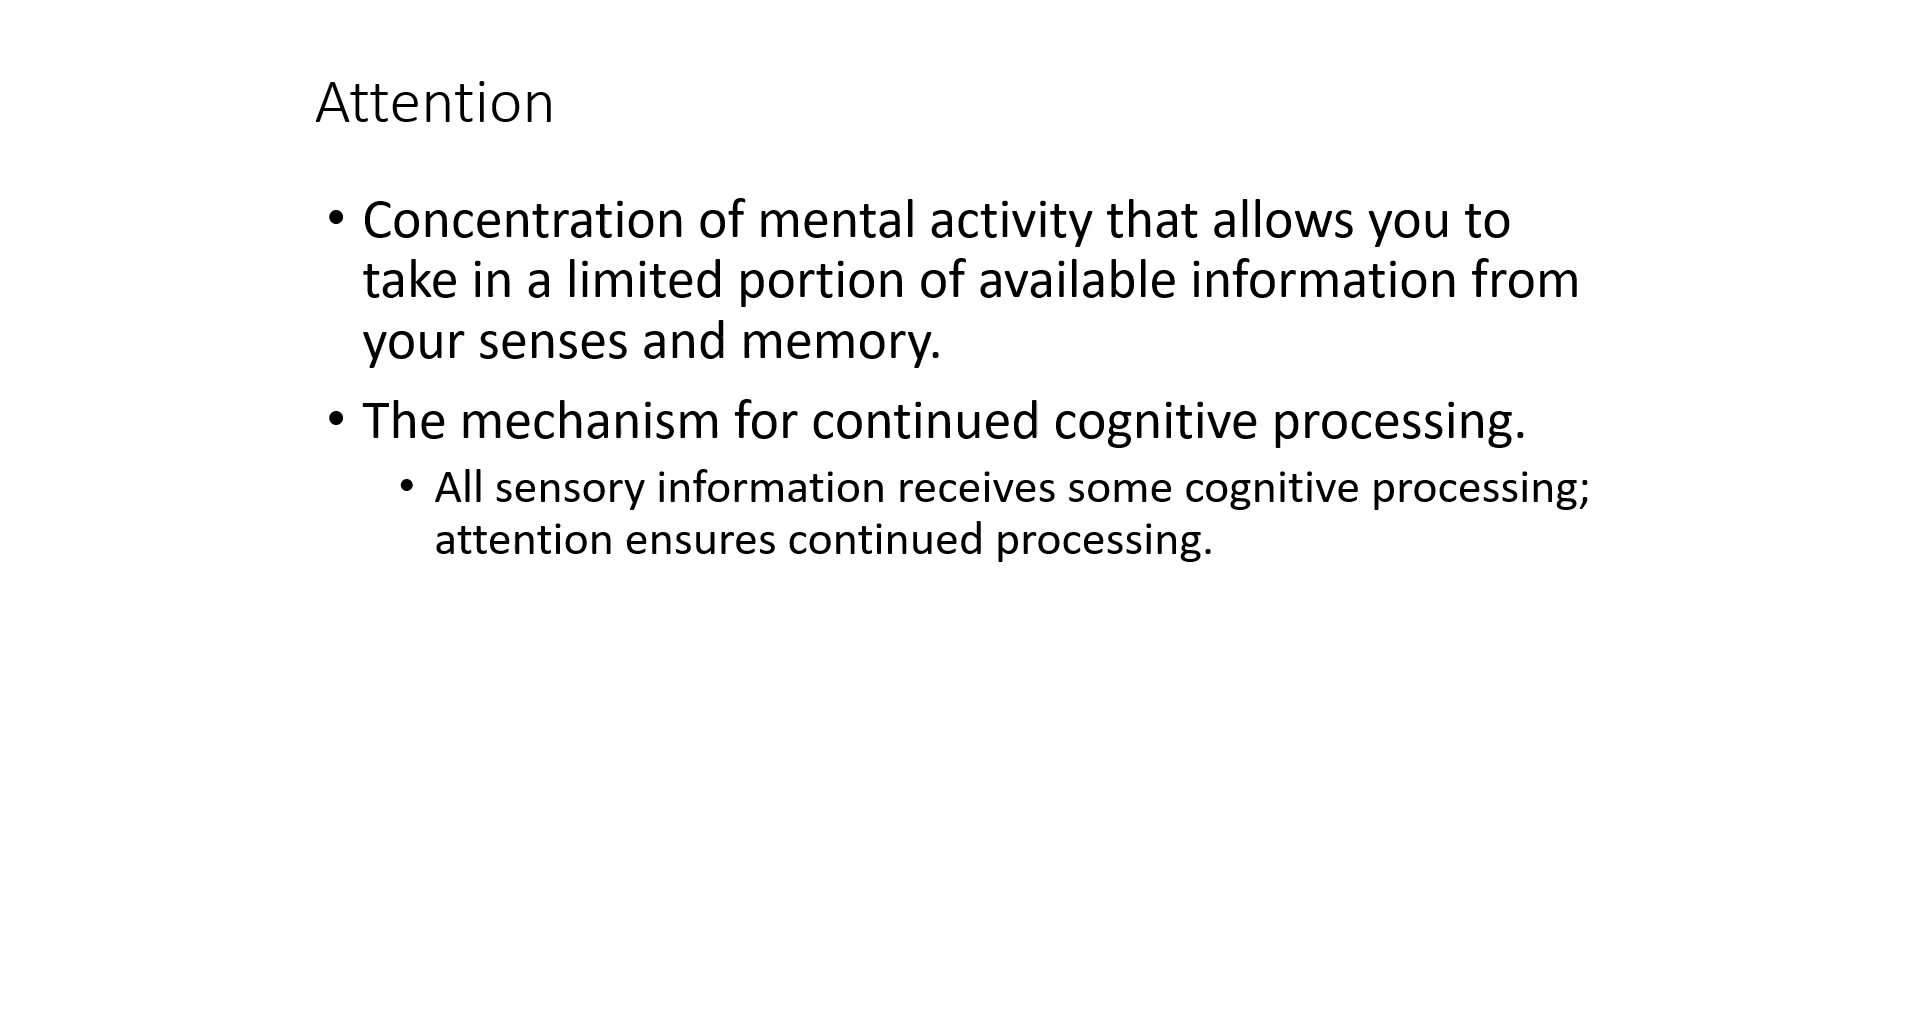 Attention
• Concentration of mental activity that allows you to
take in a limited portion of available information from
your senses and memory.
• The mechanism for continued cognitive processing.
• All sensory information receives some cognitive processing;
attention ensures continued processing.